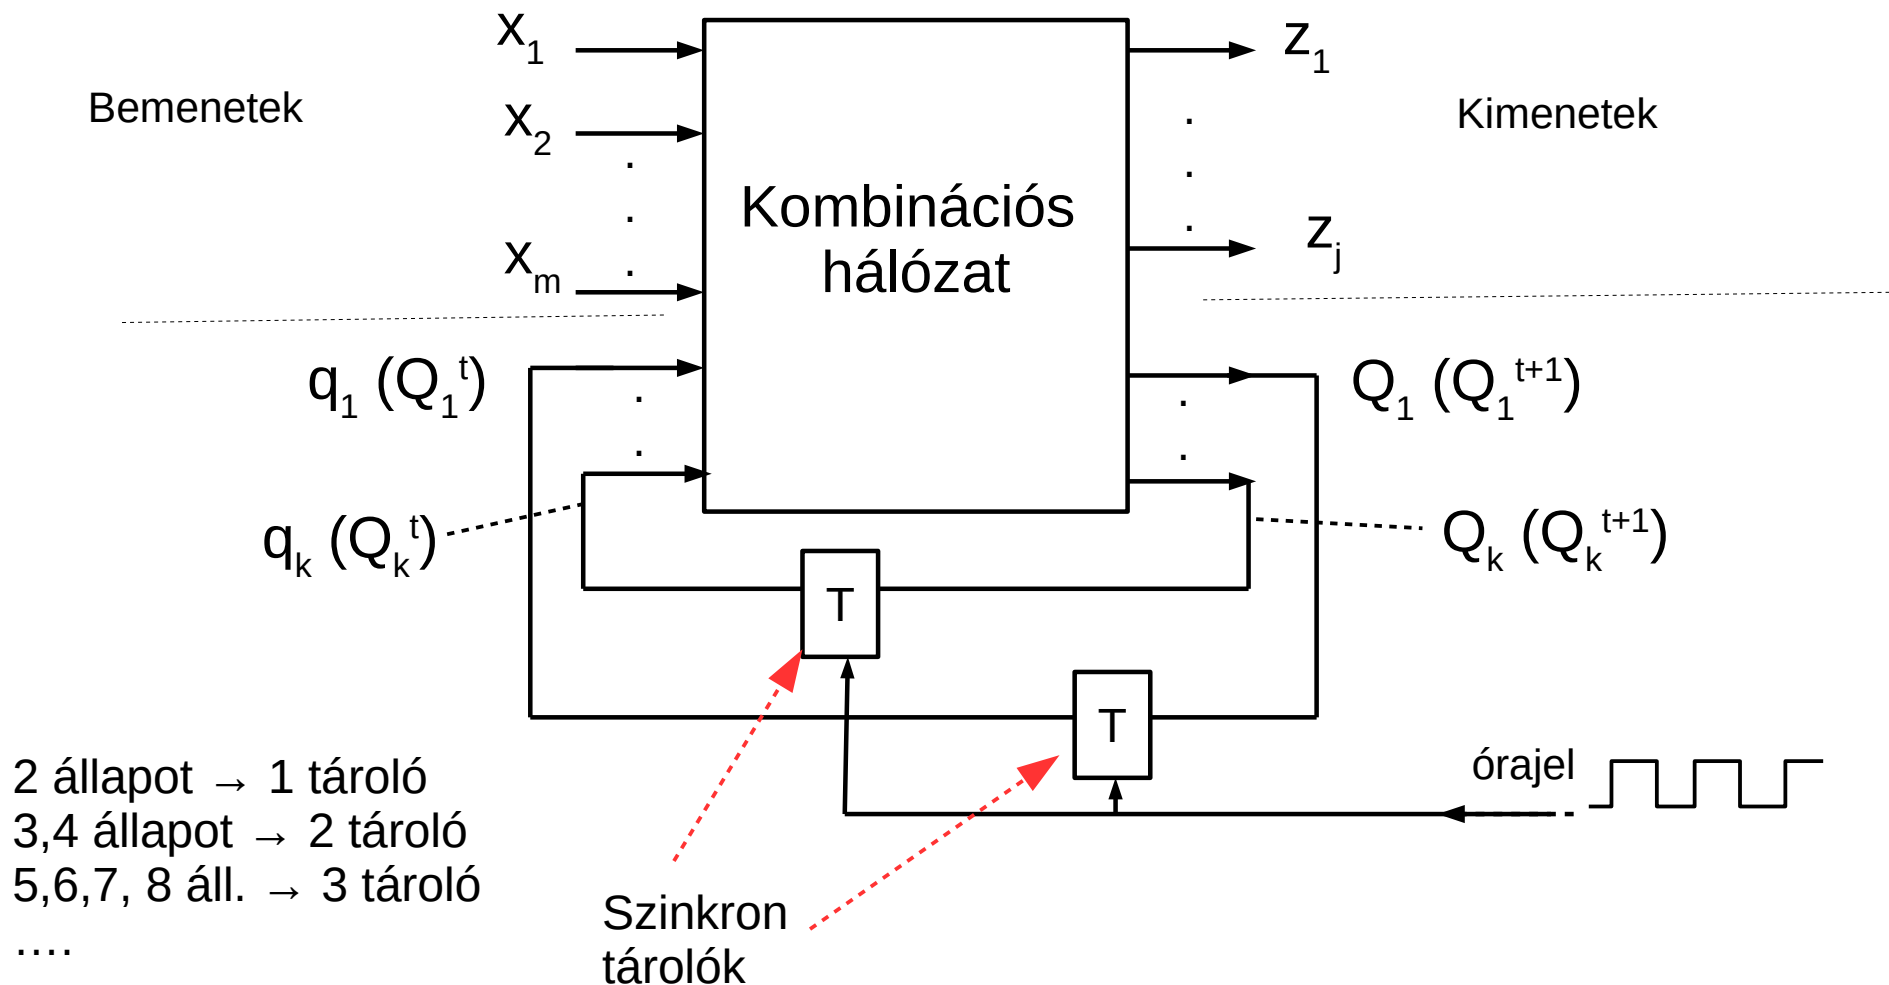 Bemenetek
x1
x2
.
.
.
xm
Kombinációs
hálózat
z1
.
.
.
zj
Kimenetek
q1 (Q1t)
.
.
qk (Qkt)
Q1 (Q1t+1)
.
.
Qk (Qkt+1)
T
T
órajel
2 állapot → 1 tároló
3,4 állapot → 2 tároló
5,6,7, 8 áll. → 3 tároló
....
Szinkron
tárolók